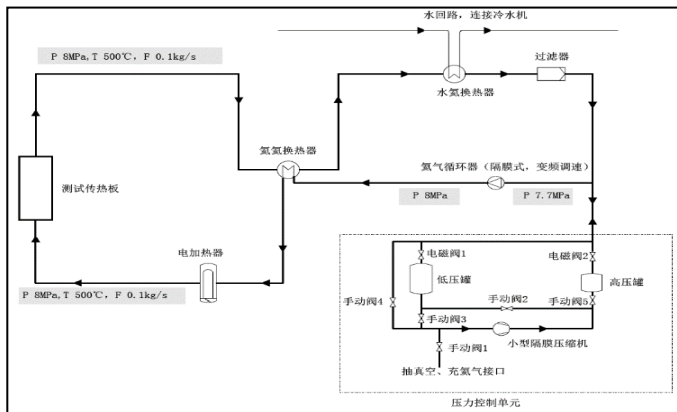 水回路，连接冷水机
P 8MPa,T 500℃，F 0.1kg/s
过滤器
水氦换热器
氦氦换热器
氦气循环器（隔膜式，变频调速）
P 8MPa
P 7.7MPa
测试传热板
电加热器
P 8MPa,T 500℃，F 0.1kg/s
电磁阀1
电磁阀2
低压罐
高压罐
手动阀4
手动阀2
手动阀5
手动阀3
小型隔膜压缩机
手动阀1
抽真空、充氦气接口
压力控制单元